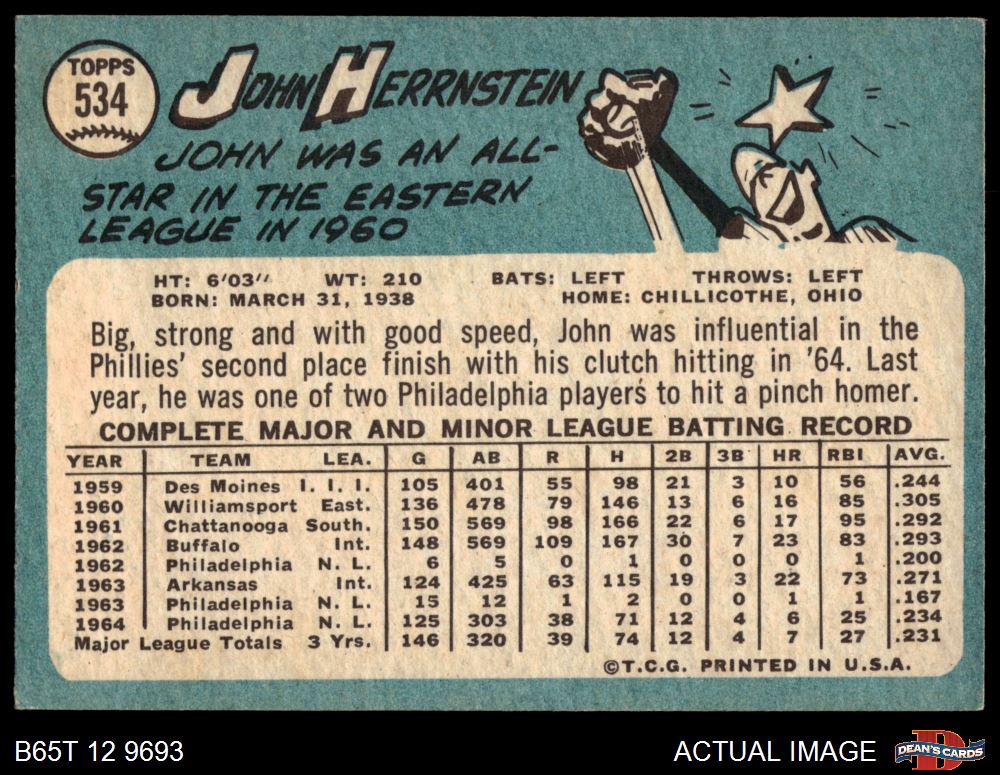 TOPPS
534
JOHN HERRNSTEIN
JOHN WAS AN ALL-
STAR IN THE EASTERN
LEAGUE IN 1960
HT: 6'03" WT: 210 BATS: LEFT THROWS: LEFT
BORN: MARCH 31, 1938 HOME: CHILLICOTHE, OHIO
Big, strong and with good speed, John was influential in the
Phillies' second place finish with his clutch hitting in '64. Last
year, he was one of two Philadelphia players to hit a pinch homer.
COMPLETE MAJOR AND MINOR LEAGUE BATTING RECORD
YEAR TEAM LEA. G AB R H 2B 3B HR RBI AVG.
1959 Des Moines I. I. I. 105 401 55 98 21 3 10 56 .244
1960 Williamsport East. 136 478 79 146 13 6 16 85 .305
1961 Chattanooga South. 150 569 98 166 22 6 17 95 .292
1962 Buffalo Int. 148 569 109 167 30 7 23 83 .293
1962 Philadelphia N. L. 6 5 0 1 0 0 0 1 .200
1963 Arkansas Int. 124 425 63 115 19 3 22 73 .271
1963 Philadelphia N. L. 15 12 1 2 0 0 1 1 .167
1964 Philadelphia N. L. 125 303 38 71 12 4 6 25 .234
Major League Totals 3 Yrs. 146 320 39 74 12 4 7 27 .231
©T.C.G. PRINTED IN U.S.A.
B65T 12 9693 ACTUAL IMAGE
DEAN'S CARDS